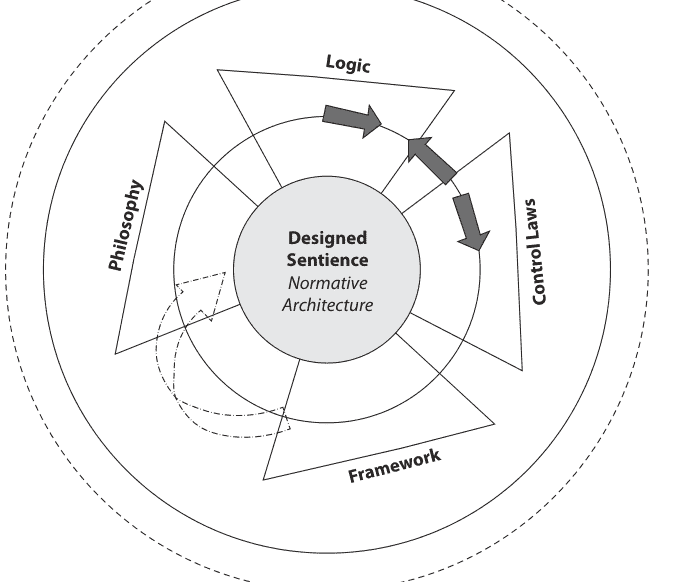 Logic
Philosophy
Designed
Sentience
Normative
Architecture
Control Laws
Framework